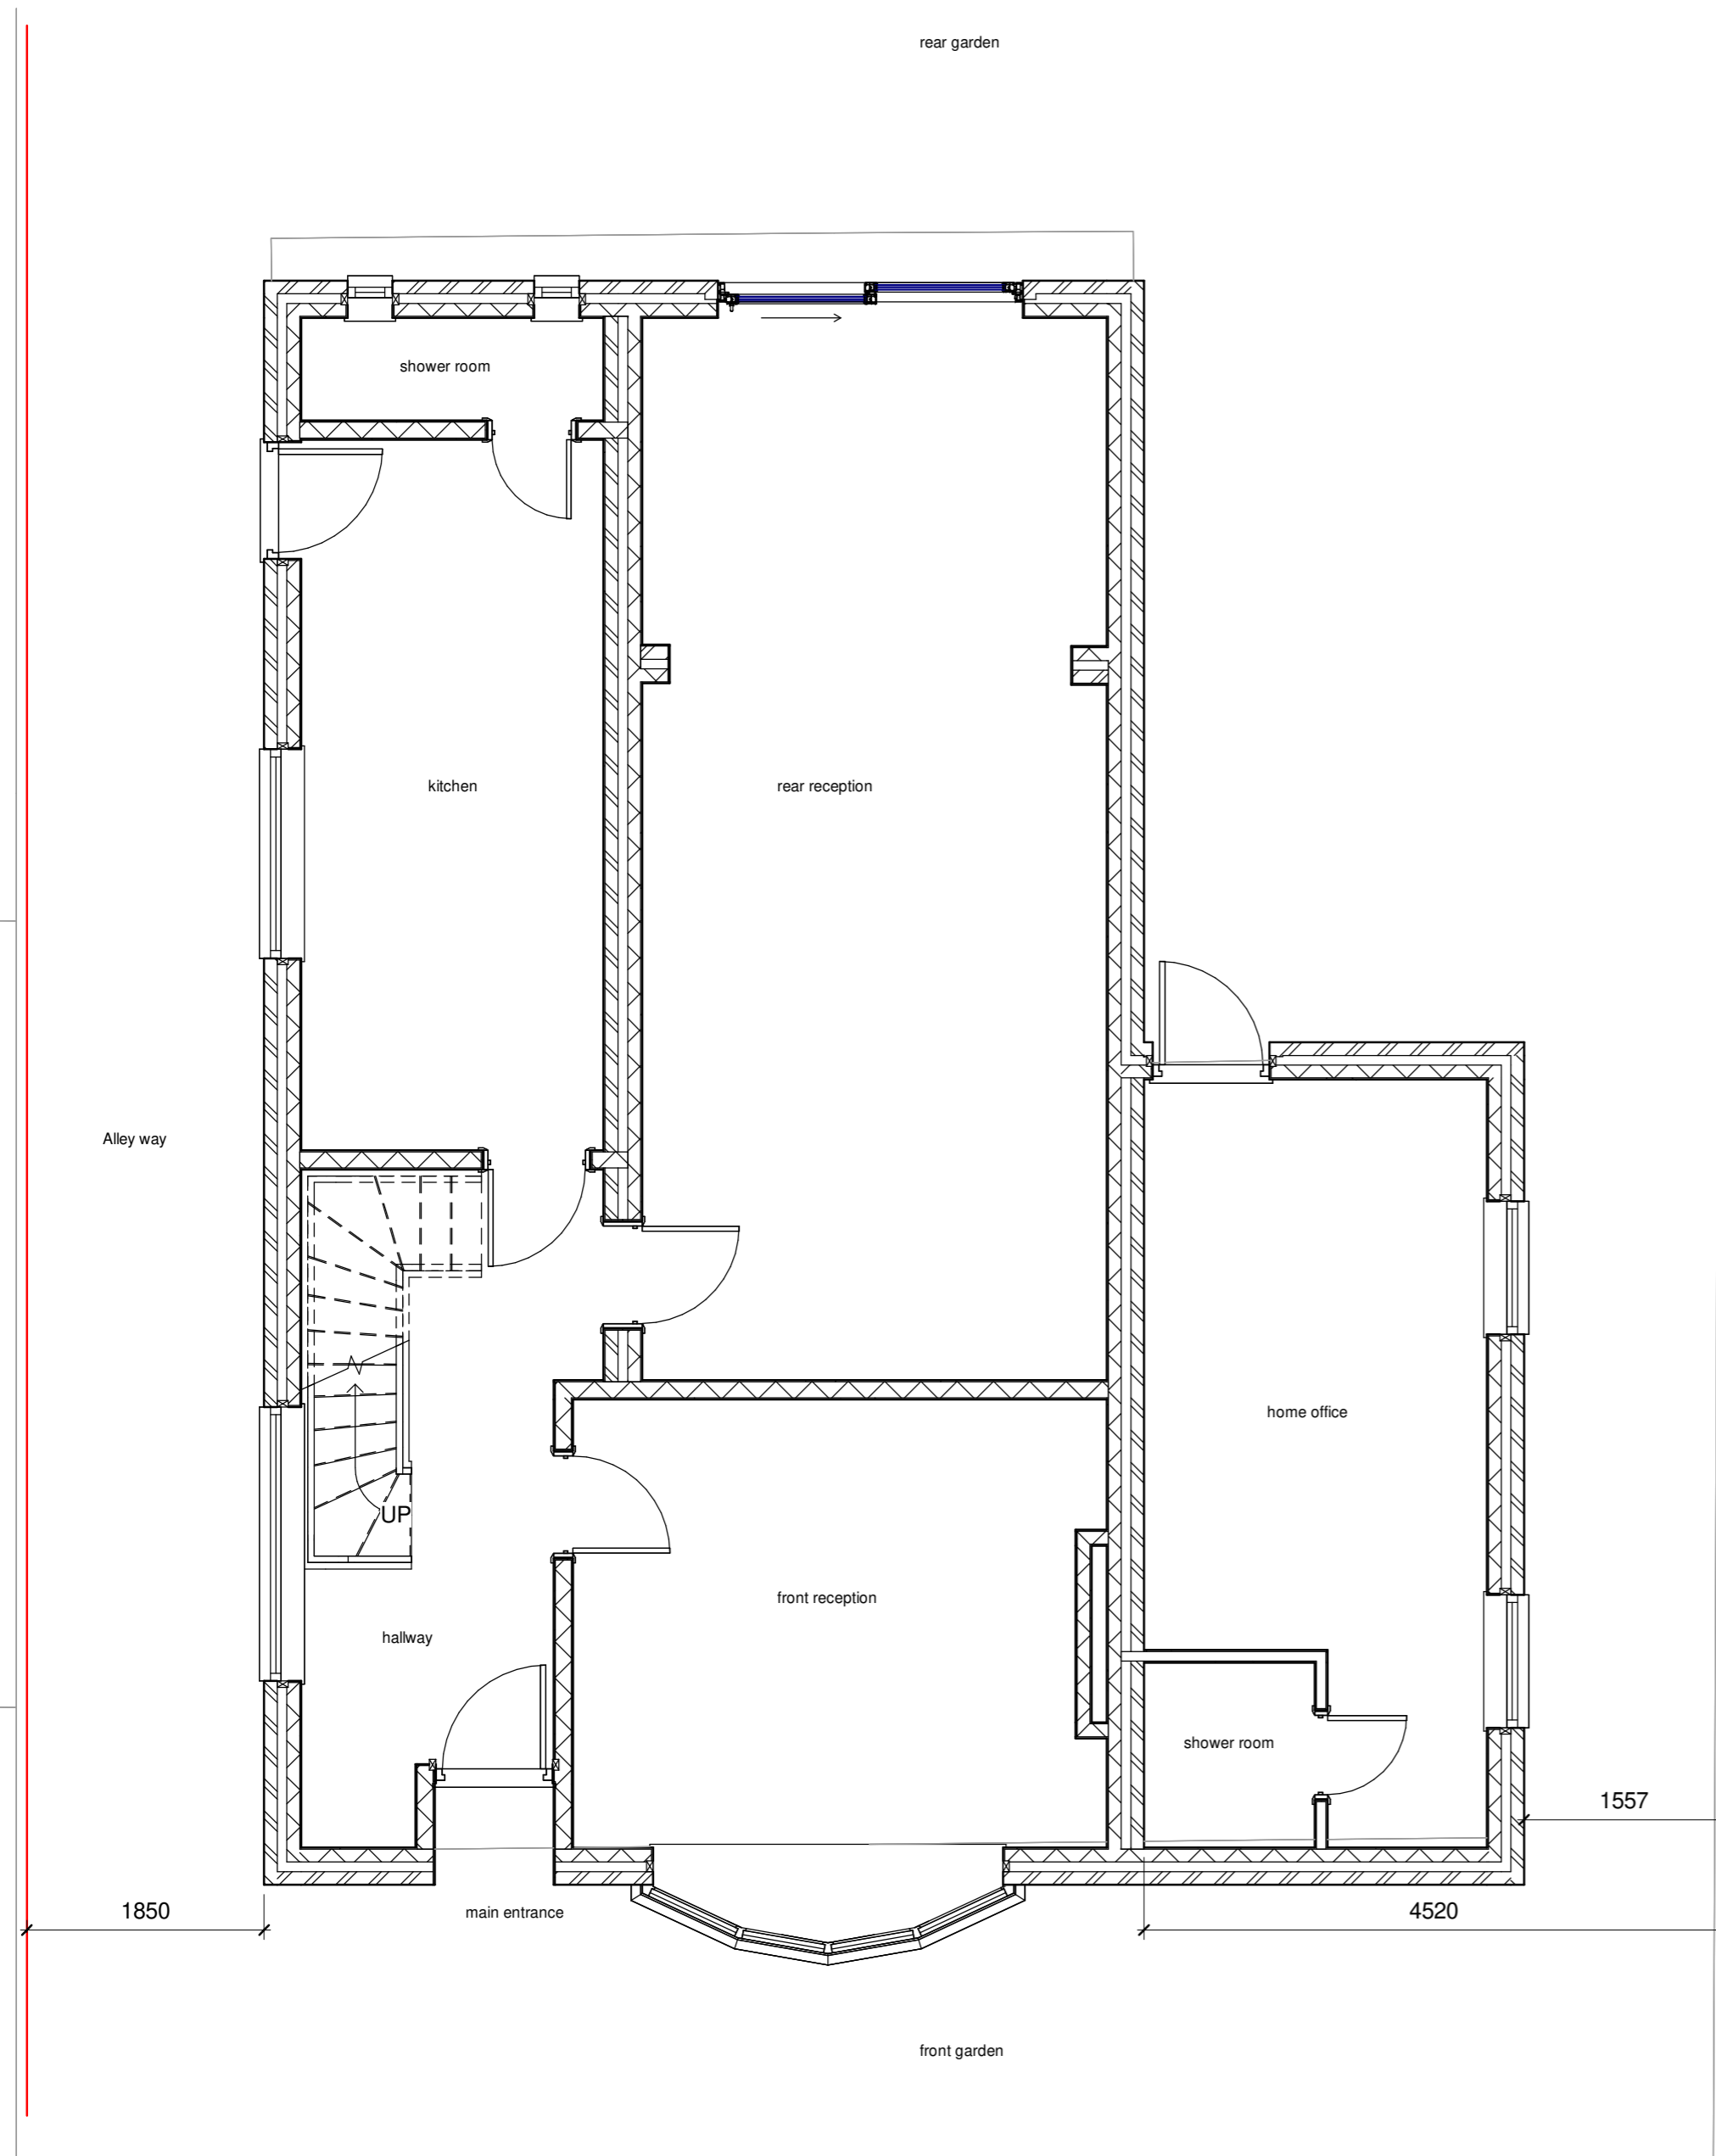 rear garden
shower room
kitchen
rear reception
Alley way
home office
UP
front reception
hallway
shower room
1557
1850
main entrance
4520
front garden